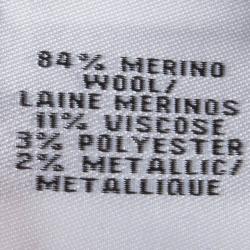 84% MERINO
WOOL/
LAINE MERINOS
11% VISCOSE
3% POLYESTER
2% METALLIC/
METALLIQUE